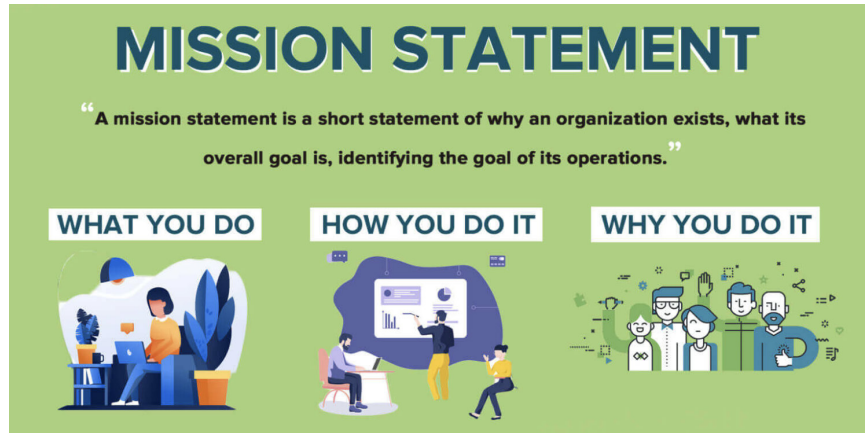 MISSION STATEMENT
“A mission statement is a short statement of why an organization exists, what its
overall goal is, identifying the goal of its operations.”
WHAT YOU DO
HOW YOU DO IT
WHY YOU DO IT